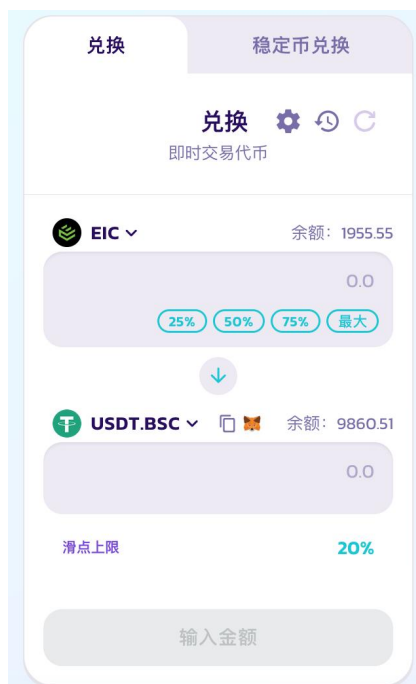 兑换 稳定币兑换
兑换
即时交易代币
EIC 余额：1955.55
0.0
25% 50% 75% 最大
USDT.BSC 余额：9860.51
0.0
滑点上限 20%
输入金额